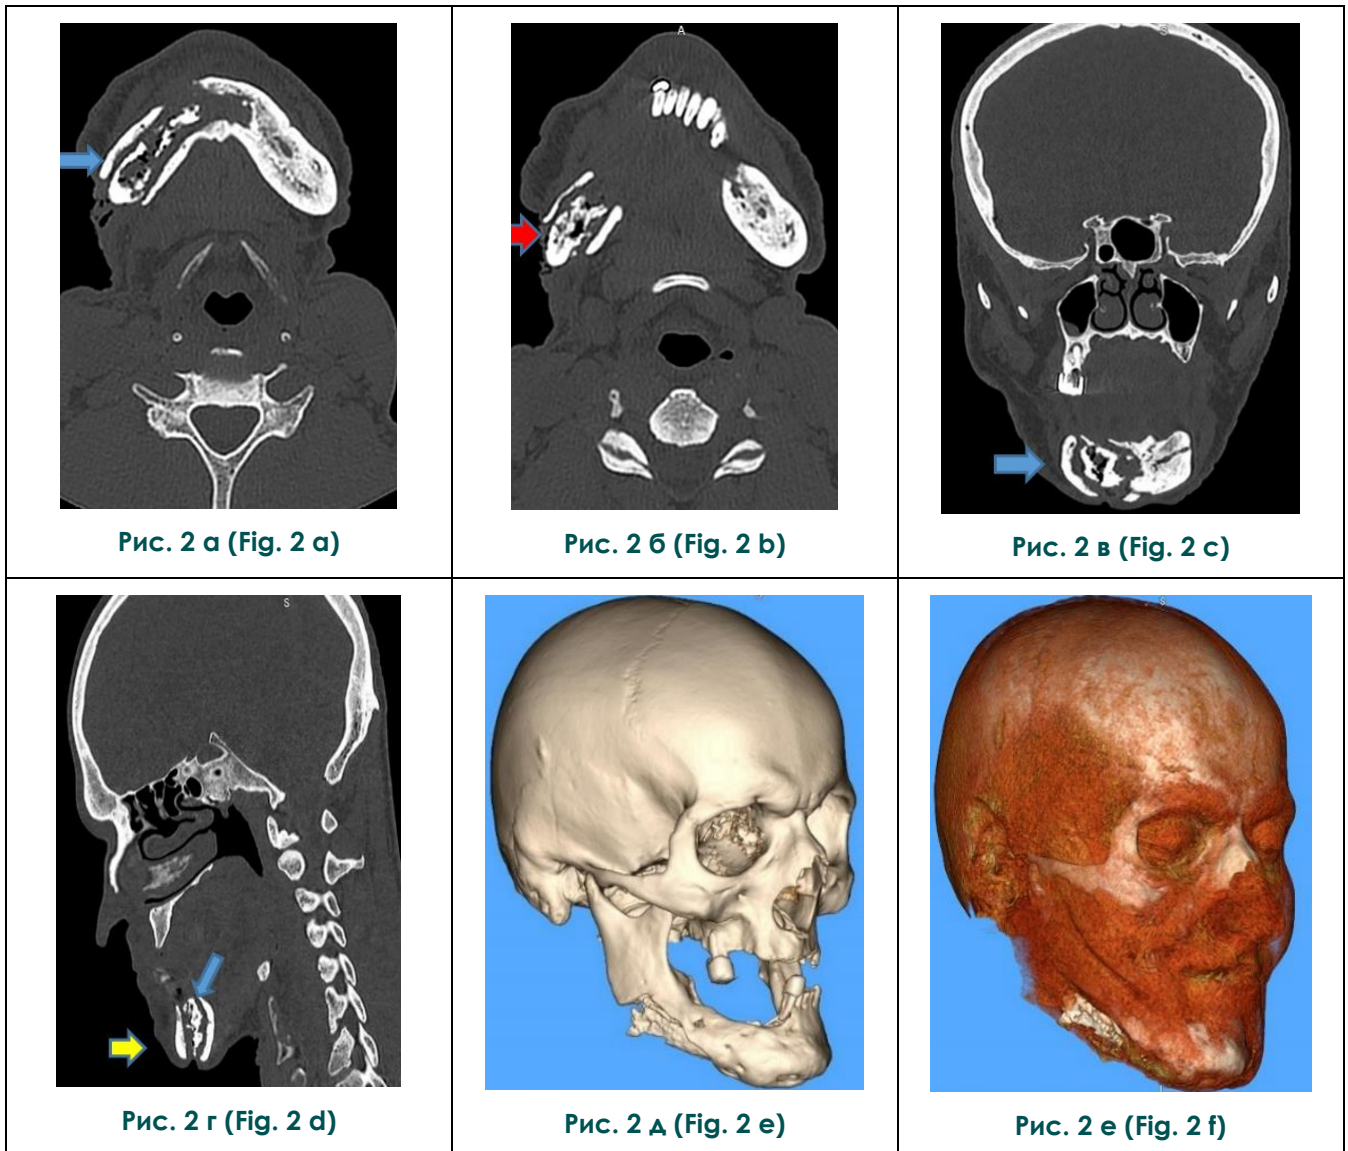 A
S
Рис. 2 а (Fig. 2 a)
Рис. 2 б (Fig. 2 b)
Рис. 2 в (Fig. 2 c)
S
S
Рис. 2 г (Fig. 2 d)
Рис. 2 д (Fig. 2 e)
Рис. 2 е (Fig. 2 f)